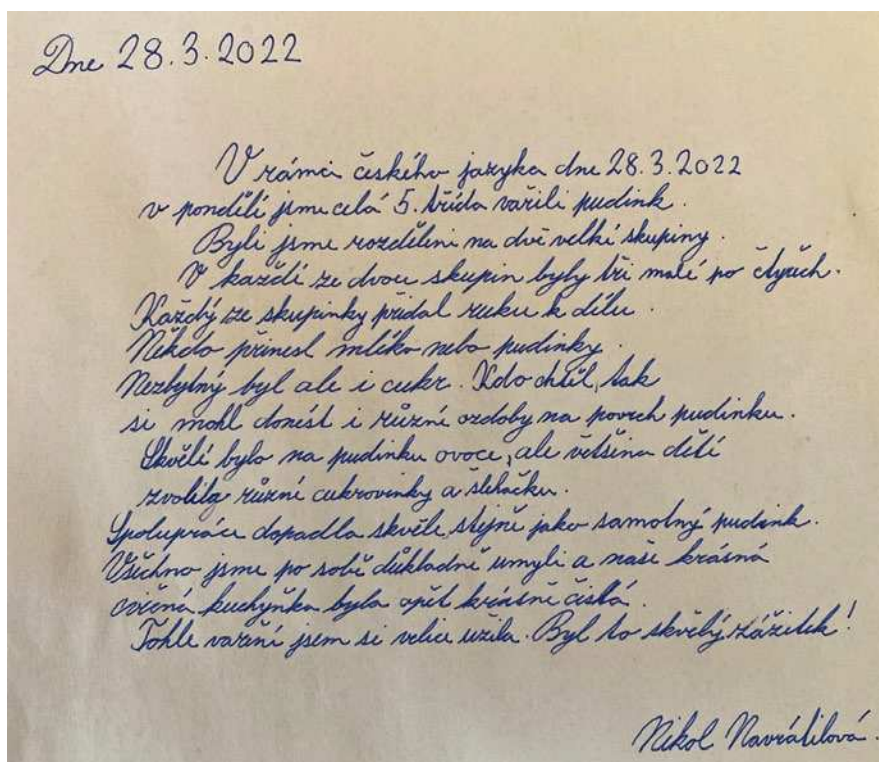 Dne 28.3.2022
V rámci českého jazyka dne 28.3.2022
v pondělí jsme celá 5. třída vařili pudink.
Byli jsme rozděleni na dvě velké skupiny.
V každé ze dvou skupin byly tři malé po čtyřech.
Každý ze skupinky přidal ruku k dílu.
Někdo přinesl mléko nebo pudinky.
Nezbytný byl ale i cukr. Kdo chtěl, tak
si mohl donést i různé ozdoby na povrch pudinku.
Skvělé bylo na pudinku ovoce, ale většina dětí
zvolila různé cukrovinky a šlehačku.
Spolupráce dopadla skvěle, stejně jako samotný pudink.
Všechno jsme po sobě důkladně umyli a naše krásná
cvičná kuchyňka byla opět krásně čistá.
Tohle vaření jsem si velice užila. Byl to skvělý zážitek!
Nikol Navrátilová.